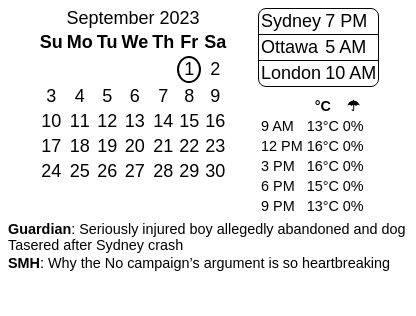 September 2023
Su Mo Tu We Th Fr Sa
1 2
3 4 5 6 7 8 9
10 11 12 13 14 15 16
17 18 19 20 21 22 23
24 25 26 27 28 29 30
Sydney 7 PM
Ottawa 5 AM
London 10 AM
°C ☂
9 AM 13°C 0%
12 PM 16°C 0%
3 PM 16°C 0%
6 PM 15°C 0%
9 PM 13°C 0%
Guardian: Seriously injured boy allegedly abandoned and dog
Tasered after Sydney crash
SMH: Why the No campaign’s argument is so heartbreaking